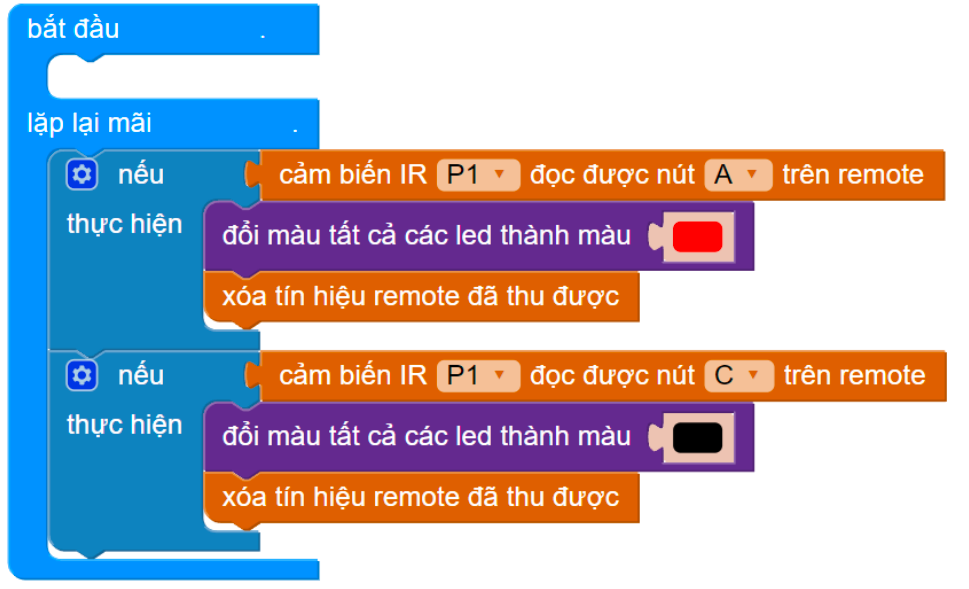 bắt đầu .
lặp lại mãi .
nếu cảm biến IR P1 đọc được nút A trên remote
thực hiện đổi màu tất cả các led thành màu
xóa tín hiệu remote đã thu được
nếu cảm biến IR P1 đọc được nút C trên remote
thực hiện đổi màu tất cả các led thành màu
xóa tín hiệu remote đã thu được